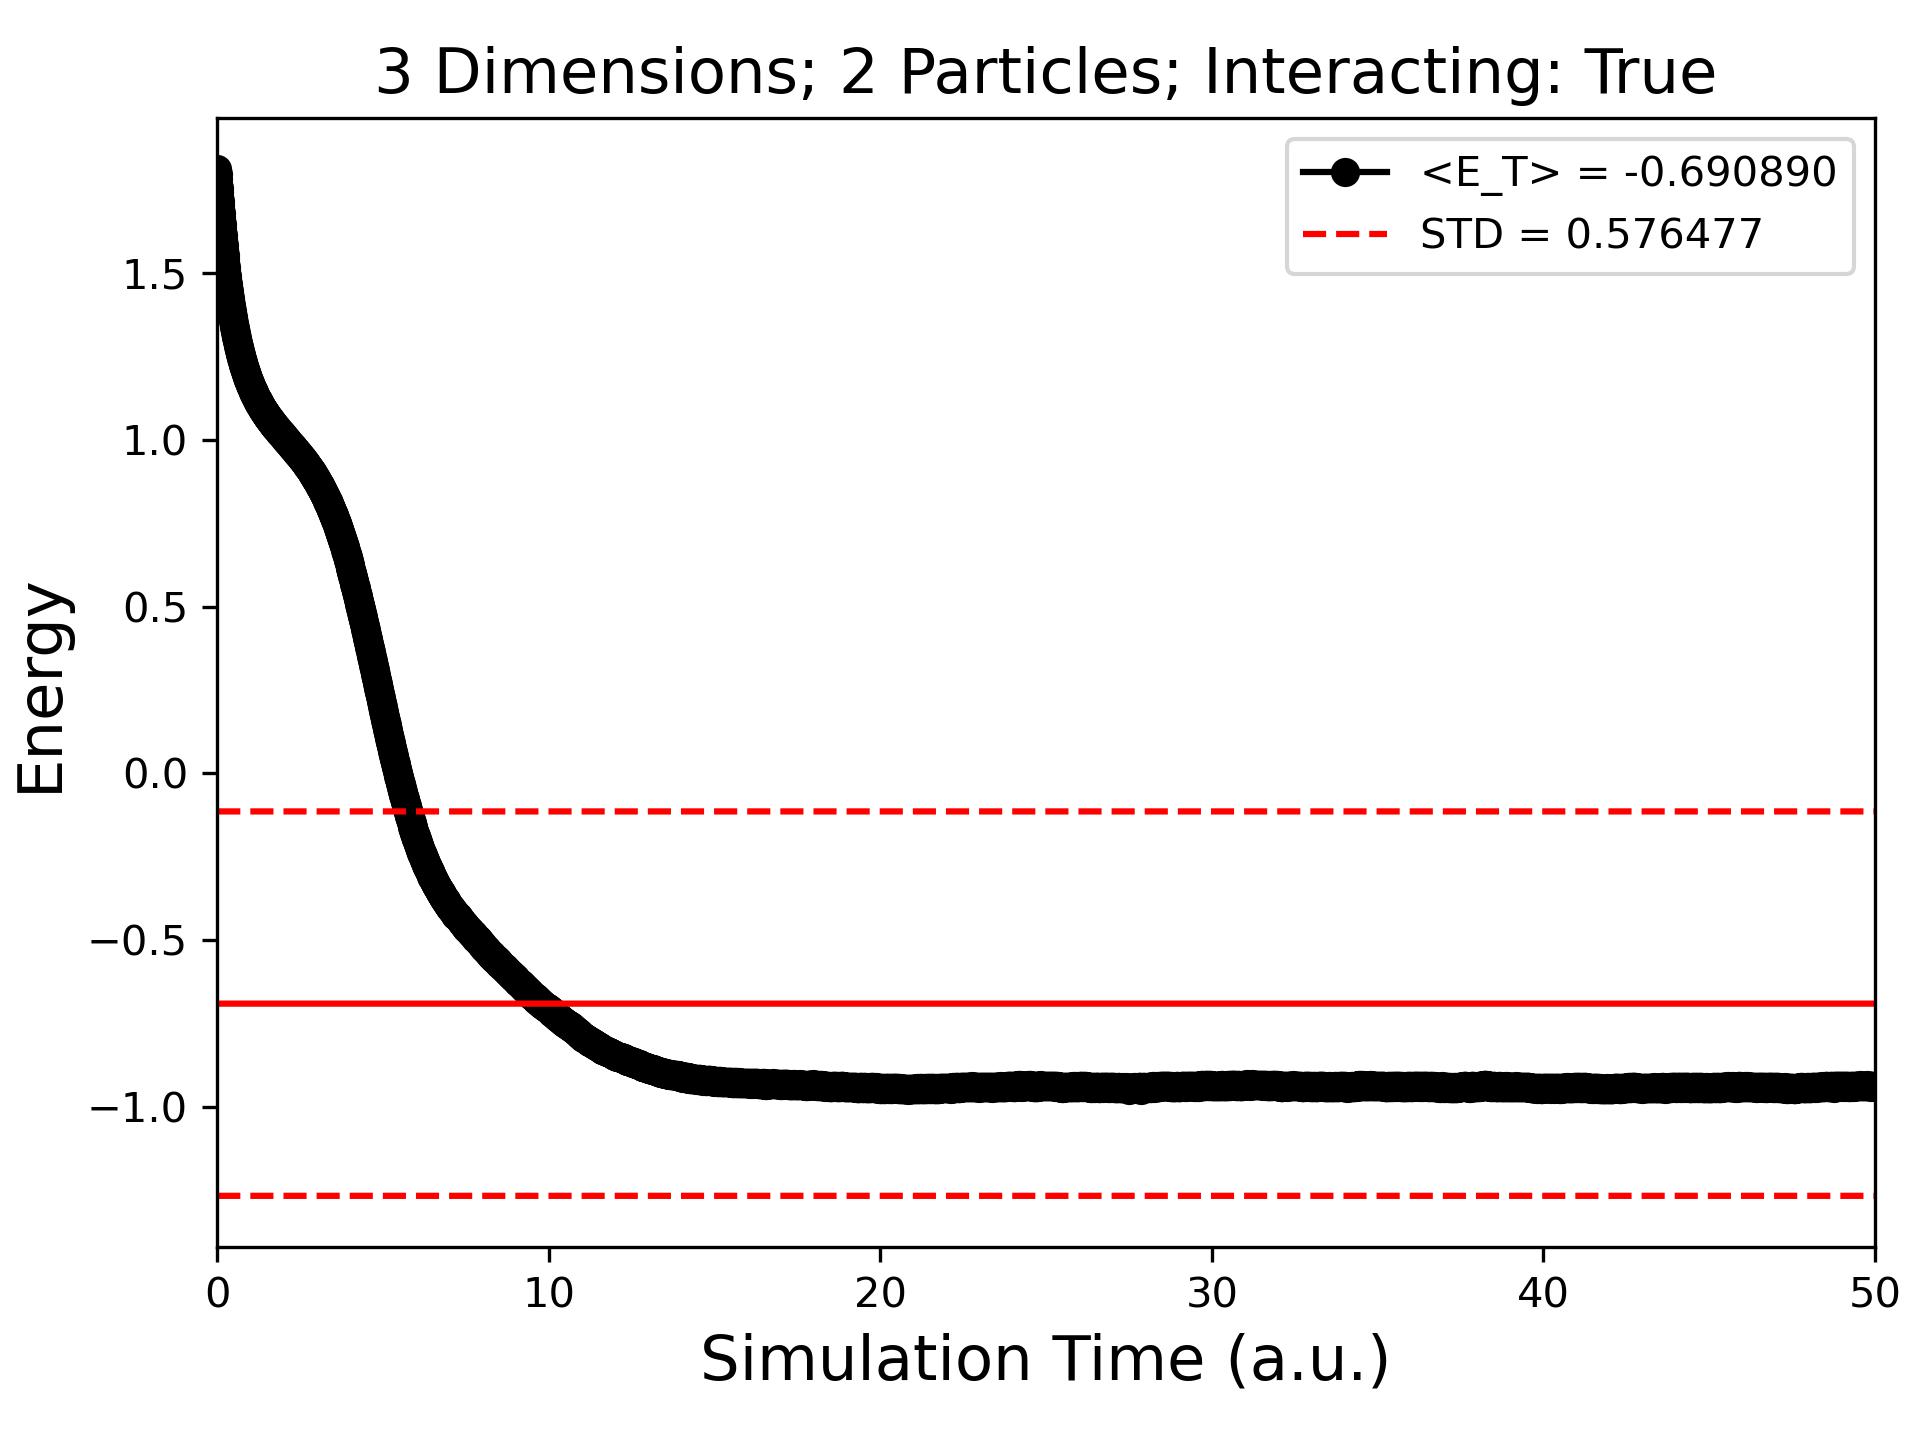 3 Dimensions; 2 Particles; Interacting: True
<E_T> = -0.690890
STD = 0.576477
Energy
1.5
1.0
0.5
0.0
−0.5
−1.0
0 10 20 30 40 50
Simulation Time (a.u.)